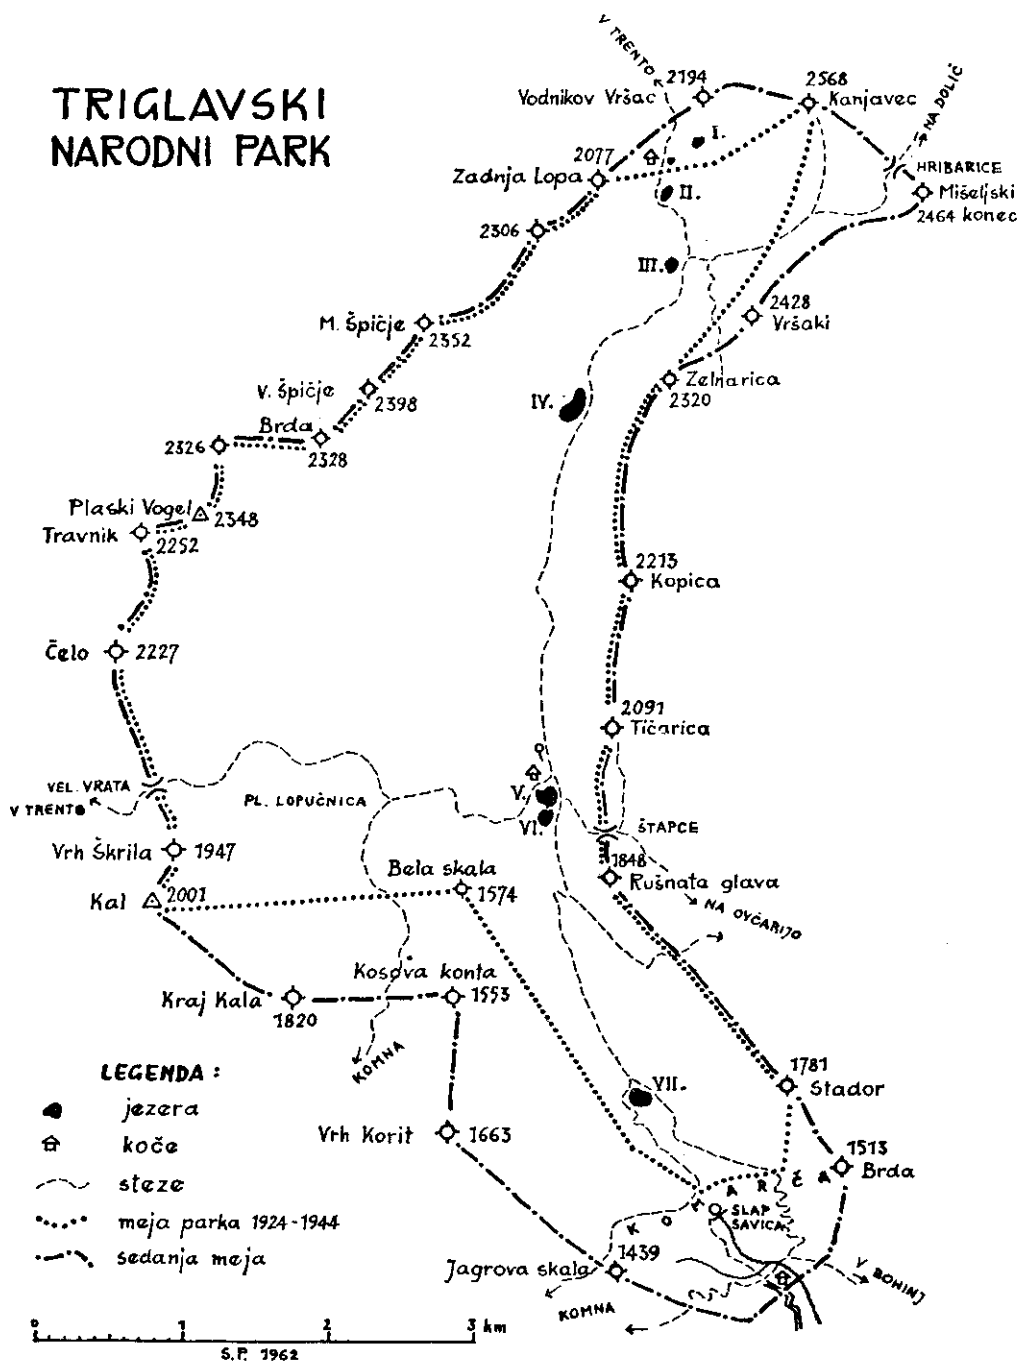 TRIGLAVSKI
NARODNI PARK
V TRENTO
2194
Vodnikov Vršac
2568
Kanjavec
NA DOLIČ
I.
2077
Zadnja Lopa
HRIBARICE
Mišeljski
2464 konec
II.
2306
III.
2428
Vršaki
M. Špičje
2352
Zelnarica
2320
V. Špičje
2398
IV.
Brda
2326
2328
Plaski Vogel
2348
Travnik
2252
2213
Kopica
Čelo
2227
2091
Tičarica
VEL. VRATA
V TRENTO
PL. LOPUČNICA
V.
VI.
ŠTAPCE
Vrh Škrila
1947
1848
Rušnata glava
Bela skala
1574
Kal
2001
NA OVČARIJO
Kosova konta
1553
Kraj Kala
1820
KOMNA
1781
Stador
VII.
LEGENDA :
jezera
koče
steze
meja parka 1924-1944
sedanja meja
Vrh Korit
1663
1513
Brda
KOMARČA
SLAP
SAVICA
1439
Jagrova skala
V BOHINJ
KOMNA
0 1 2 3 km
S.P. 1962